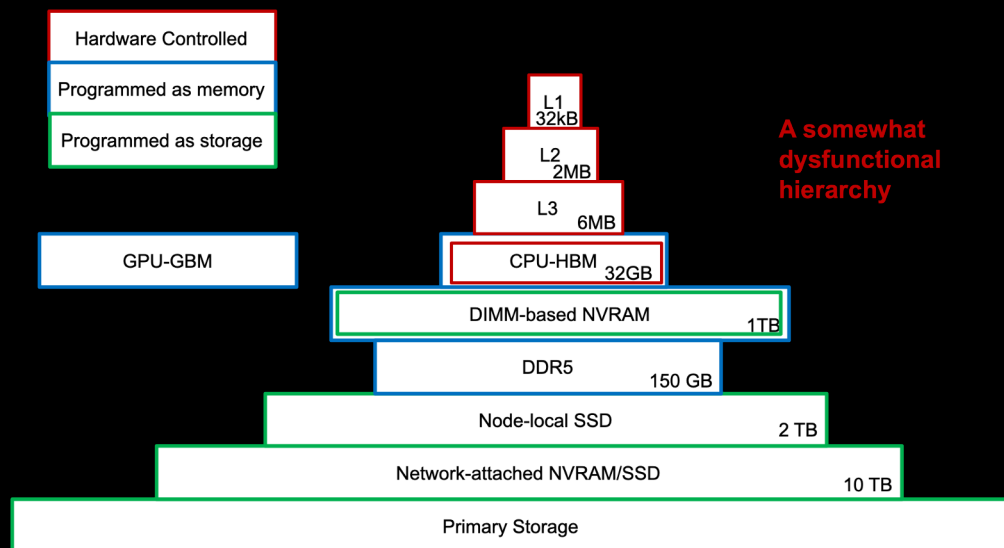 Hardware Controlled
Programmed as memory
Programmed as storage
L1
32kB
L2
2MB
L3
6MB
A somewhat
dysfunctional
hierarchy
GPU-GBM
CPU-HBM
32GB
DIMM-based NVRAM
1TB
DDR5
150 GB
Node-local SSD
2 TB
Network-attached NVRAM/SSD
10 TB
Primary Storage